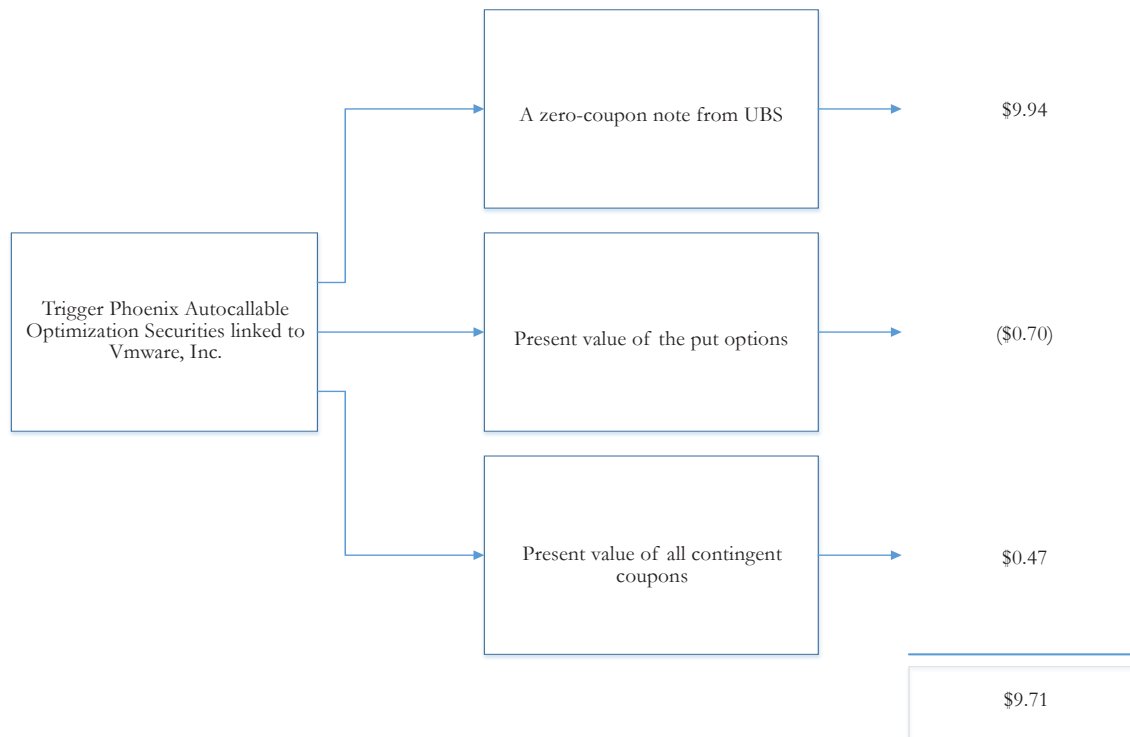 A zero-coupon note from UBS
$9.94
Trigger Phoenix Autocallable
Optimization Securities linked to
Vmware, Inc.
Present value of the put options
($0.70)
Present value of all contingent
coupons
$0.47
$9.71